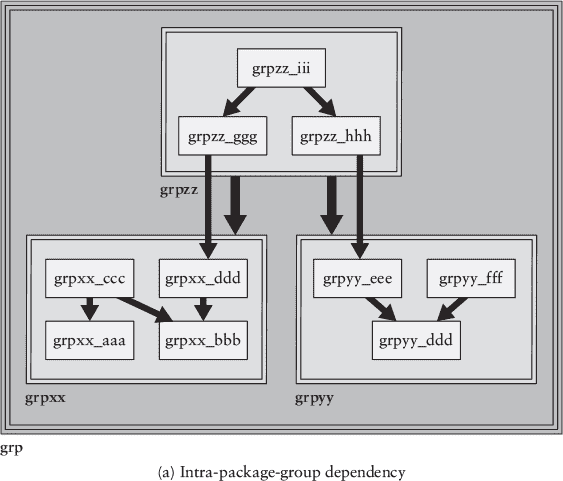 grpzz_iii
grpzz_ggg
grpzz_hhh
grpzz
grpxx_ccc
grpxx_ddd
grpyy_eee
grpyy_fff
grpxx_aaa
grpxx_bbb
grpyy_ddd
grpxx
grpyy
grp
(a) Intra-package-group dependency